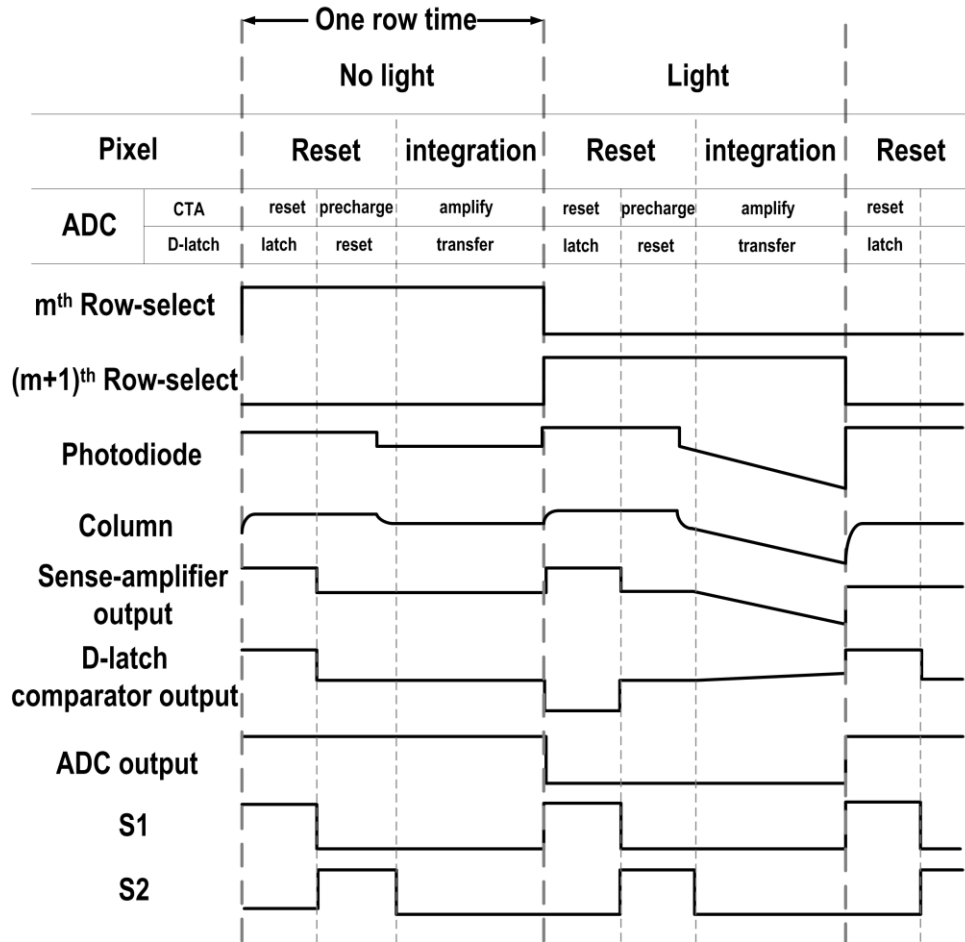 One row time
No light Light
Pixel Reset integration Reset integration Reset
ADC CTA reset precharge amplify reset precharge amplify reset
D-latch latch reset transfer latch reset transfer latch
mth Row-select
(m+1)th Row-select
Photodiode
Column
Sense-amplifier
output
D-latch
comparator output
ADC output
S1
S2